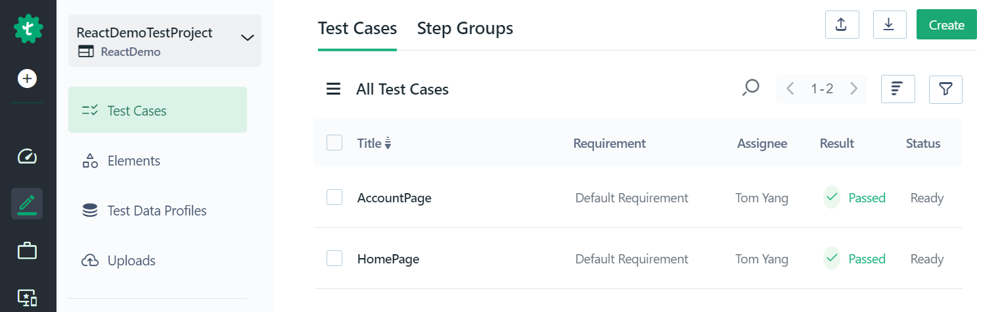 ReactDemoTestProject
ReactDemo
Test Cases
Elements
Test Data Profiles
Uploads
Test Cases Step Groups Create
All Test Cases 1 - 2
Title Requirement Assignee Result Status
AccountPage Default Requirement Tom Yang Passed Ready
HomePage Default Requirement Tom Yang Passed Ready